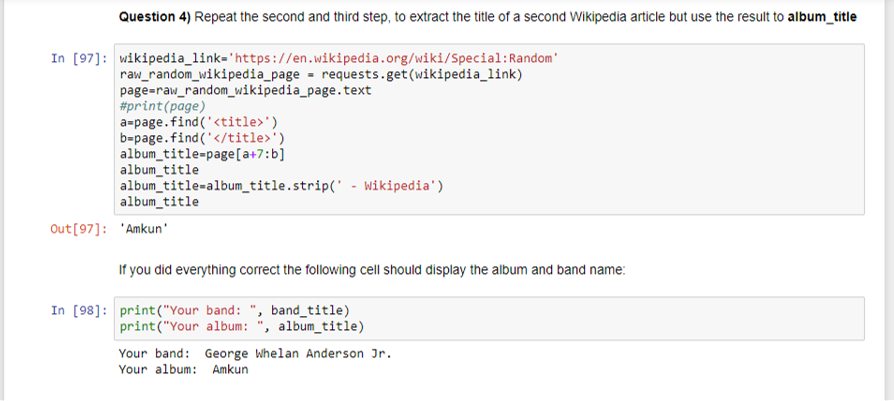 Question 4) Repeat the second and third step, to extract the title of a second Wikipedia article but use the result to album_title
In [97]: wikipedia_link='https://en.wikipedia.org/wiki/Special:Random'
raw_random_wikipedia_page = requests.get(wikipedia_link)
page=raw_random_wikipedia_page.text
#print(page)
a=page.find('<title>')
b=page.find('</title>')
album_title=page[a+7:b]
album_title
album_title=album_title.strip(' - Wikipedia')
album_title
Out[97]: 'Amkun'
If you did everything correct the following cell should display the album and band name:
In [98]: print("Your band: ", band_title)
print("Your album: ", album_title)
Your band:  George Whelan Anderson Jr.
Your album:  Amkun